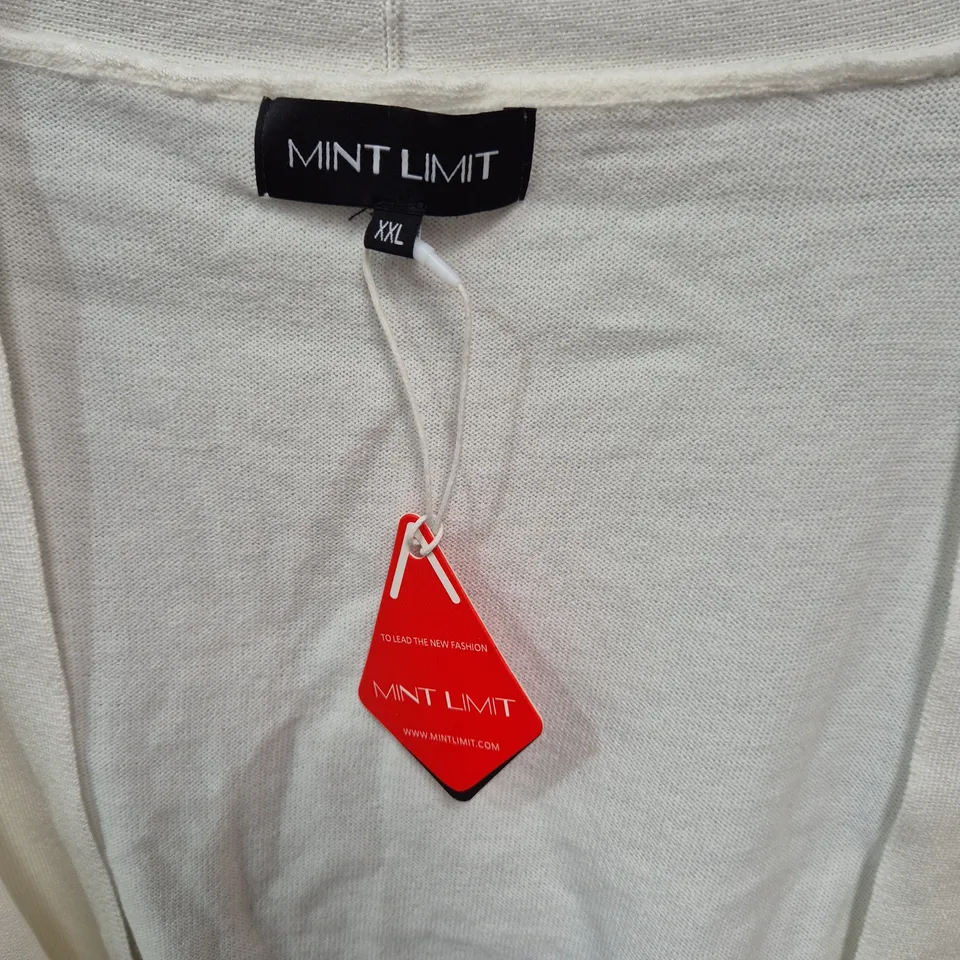 MINT LIMIT
XXL
TO LEAD THE NEW FASHION
MINT LIMIT
WWW.MINTLIMIT.COM